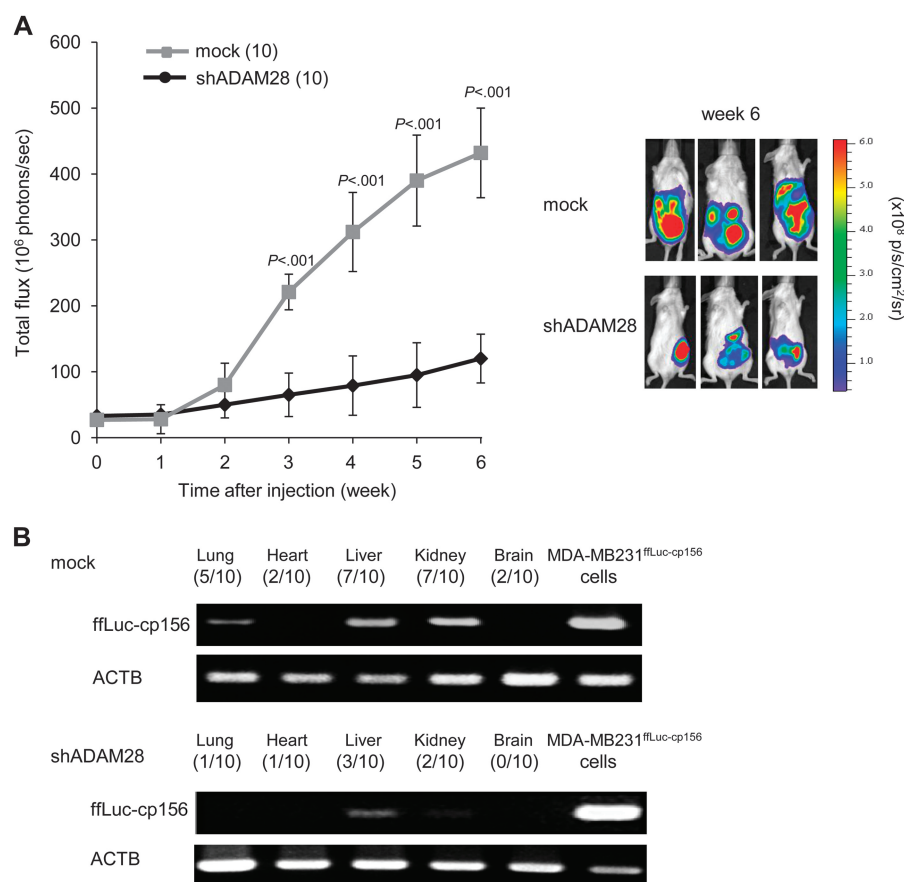 A
600
500
400
300
200
100
0
Total flux (10⁶ photons/sec)
mock (10)
shADAM28 (10)
P<.001
P<.001
P<.001
P<.001
0 1 2 3 4 5 6
Time after injection (week)
week 6
mock
shADAM28
6.0
5.0
4.0
3.0
2.0
1.0
(x10⁸ p/s/cm²/sr)
B
mock
Lung Heart Liver Kidney Brain MDA-MB231ffLuc-cp156
(5/10) (2/10) (7/10) (7/10) (2/10) cells
ffLuc-cp156
ACTB
shADAM28
Lung Heart Liver Kidney Brain MDA-MB231ffLuc-cp156
(1/10) (1/10) (3/10) (2/10) (0/10) cells
ffLuc-cp156
ACTB